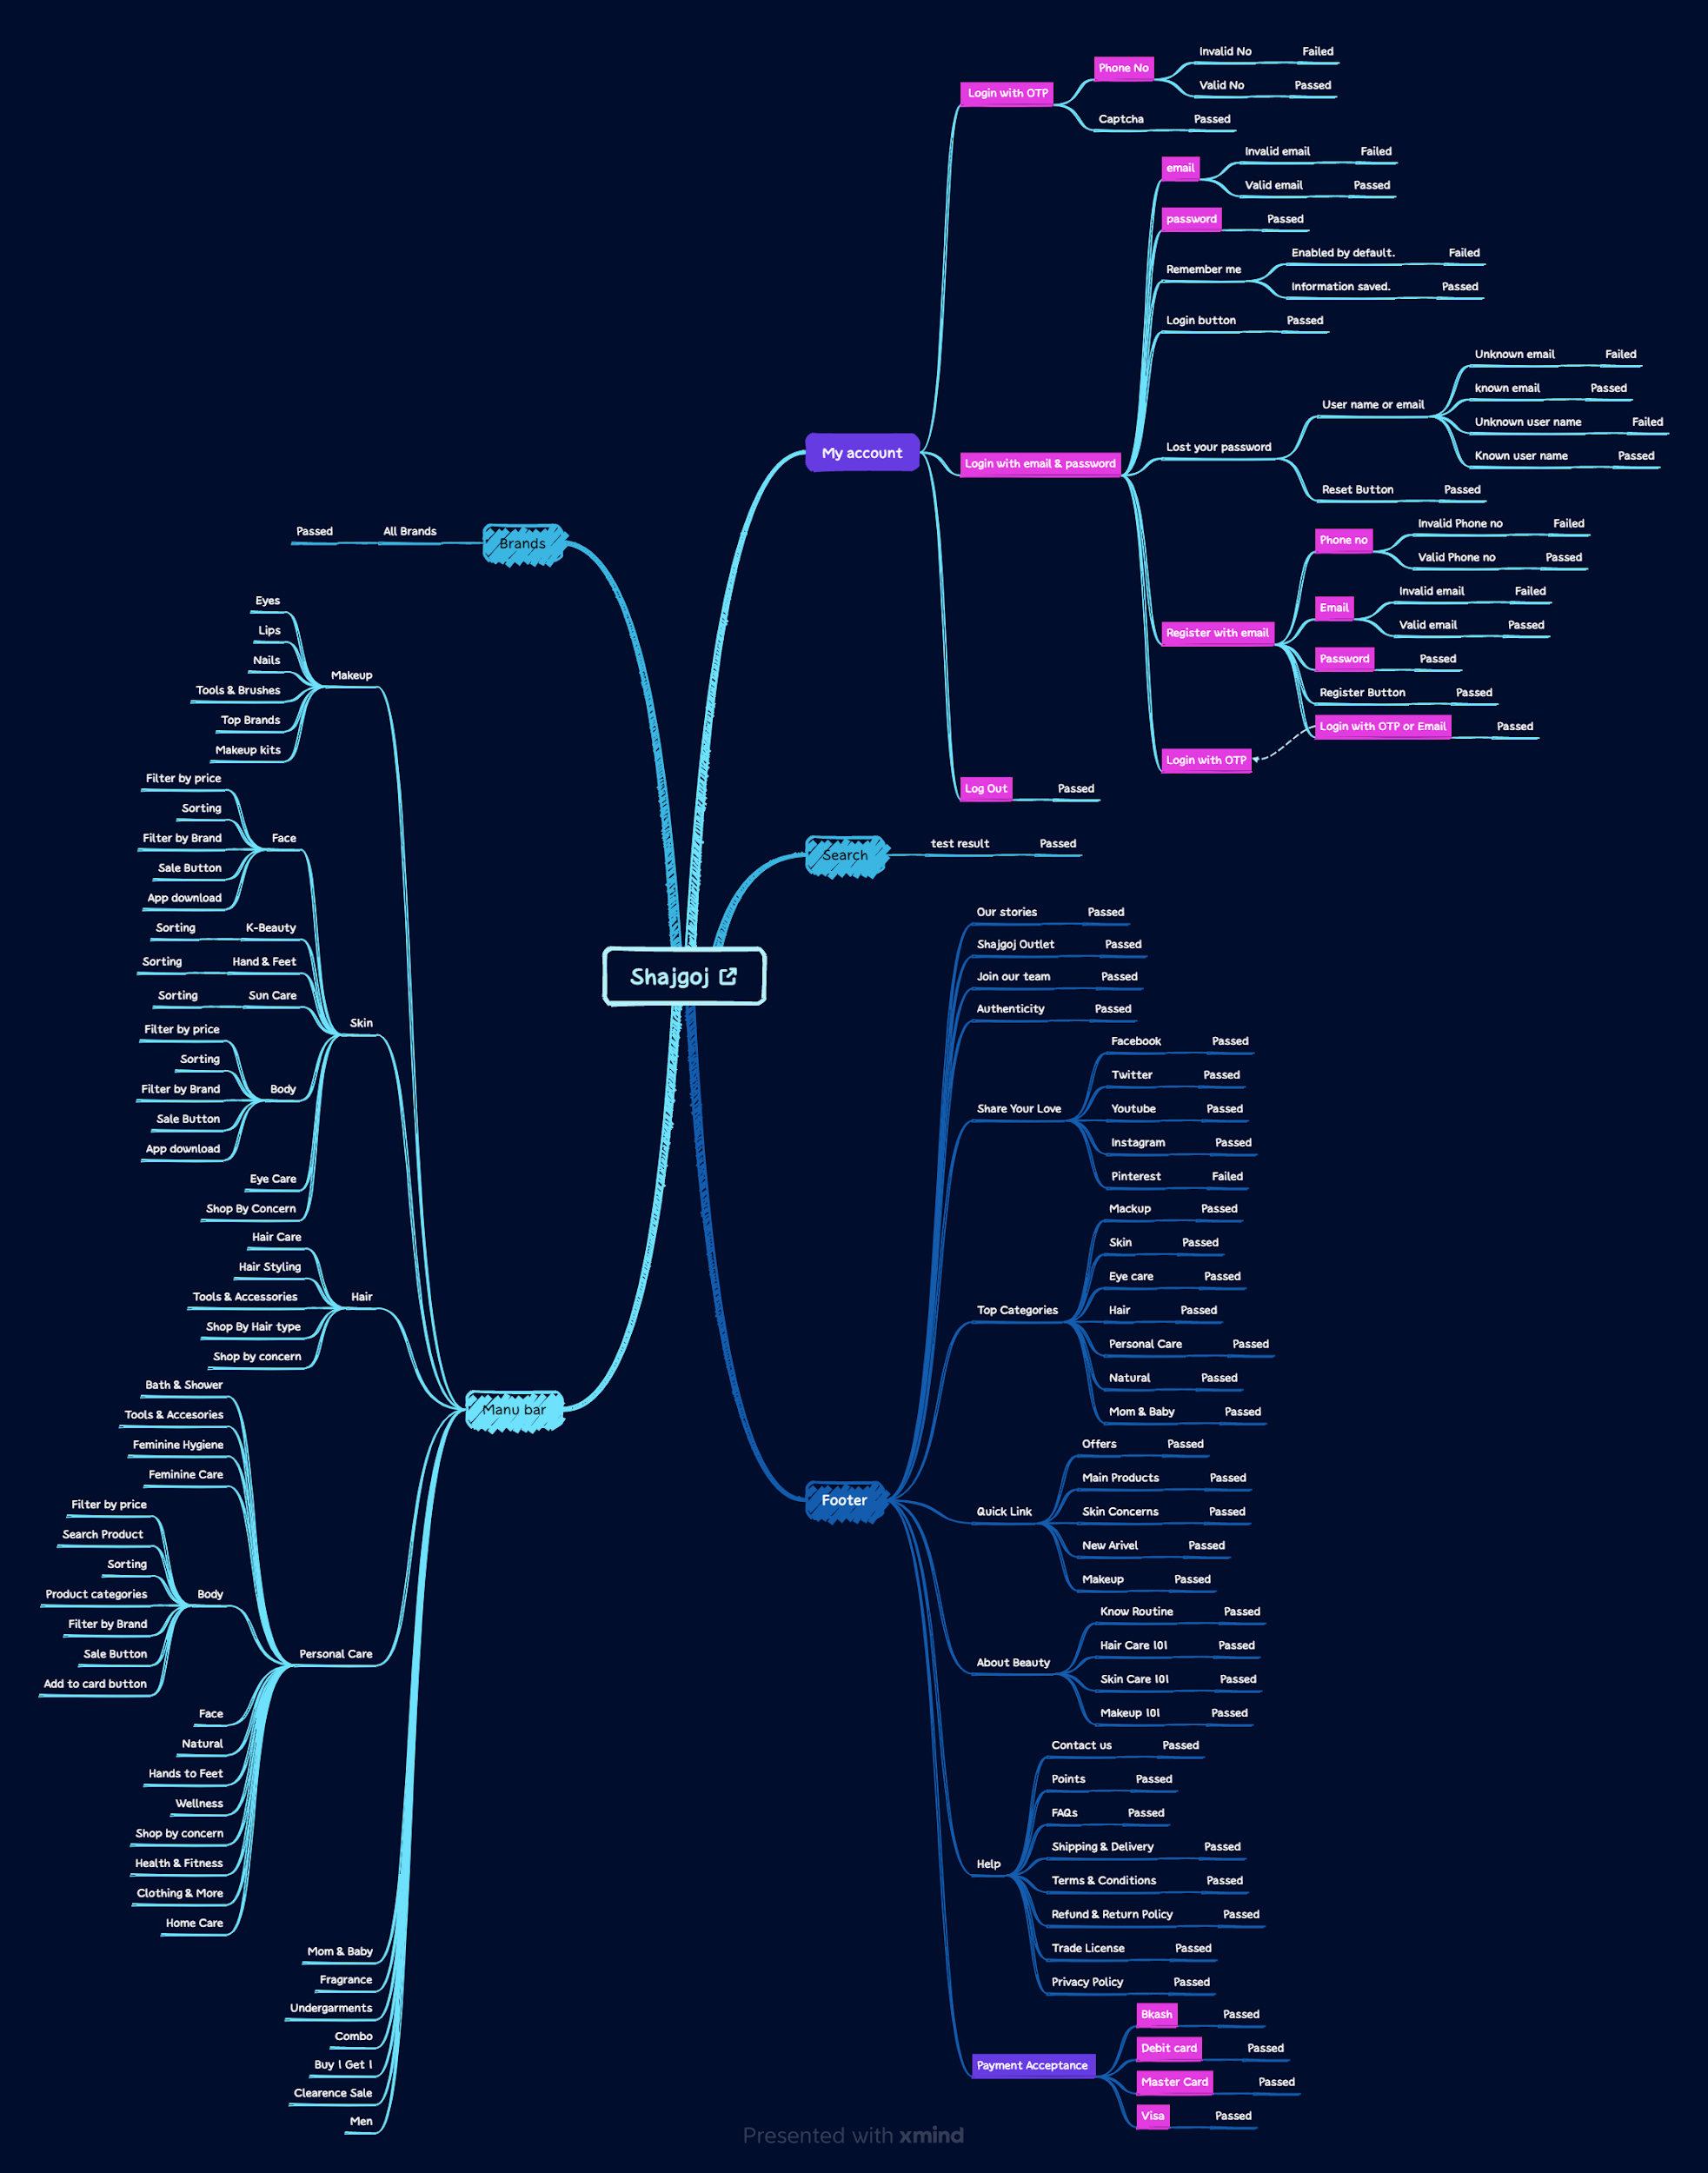 Shajgoj
My account
Login with OTP
Phone No
Invalid No Failed
Valid No Passed
Captcha Passed
Login with email & password
email
Invalid email Failed
Valid email Passed
password Passed
Remember me
Enabled by default. Failed
Information saved. Passed
Login button Passed
Lost your password
User name or email
Unknown email Failed
known email Passed
Unknown user name Failed
Known user name Passed
Reset Button Passed
Register with email
Phone no
Invalid Phone no Failed
Valid Phone no Passed
Email
Invalid email Failed
Valid email Passed
Password Passed
Register Button Passed
Login with OTP or Email Passed
Login with OTP
Log Out Passed
Search test result Passed
Footer
Our stories Passed
Shajgoj Outlet Passed
Join our team Passed
Authenticity Passed
Share Your Love
Facebook Passed
Twitter Passed
Youtube Passed
Instagram Passed
Pinterest Failed
Top Categories
Mackup Passed
Skin Passed
Eye care Passed
Hair Passed
Personal Care Passed
Natural Passed
Mom & Baby Passed
Quick Link
Offers Passed
Main Products Passed
Skin Concerns Passed
New Arivel Passed
Makeup Passed
About Beauty
Know Routine Passed
Hair Care 101 Passed
Skin Care 101 Passed
Makeup 101 Passed
Help
Contact us Passed
Points Passed
FAQs Passed
Shipping & Delivery Passed
Terms & Conditions Passed
Refund & Return Policy Passed
Trade License Passed
Privacy Policy Passed
Payment Acceptance
Bkash Passed
Debit card Passed
Master Card Passed
Visa Passed
Brands
All Brands
Passed
Manu bar
Makeup
Eyes
Lips
Nails
Tools & Brushes
Top Brands
Makeup kits
Skin
Face
Filter by price
Sorting
Filter by Brand
Sale Button
App download
K-Beauty
Sorting
Hand & Feet
Sorting
Sun Care
Sorting
Body
Filter by price
Sorting
Filter by Brand
Sale Button
App download
Eye Care
Shop By Concern
Hair
Hair Care
Hair Styling
Tools & Accessories
Shop By Hair type
Shop by concern
Personal Care
Bath & Shower
Tools & Accesories
Feminine Hygiene
Feminine Care
Body
Filter by price
Search Product
Sorting
Product categories
Filter by Brand
Sale Button
Add to card button
Face
Natural
Hands to Feet
Wellness
Shop by concern
Health & Fitness
Clothing & More
Home Care
Mom & Baby
Fragrance
Undergarments
Combo
Buy 1 Get 1
Clearence Sale
Men
Presented with xmind